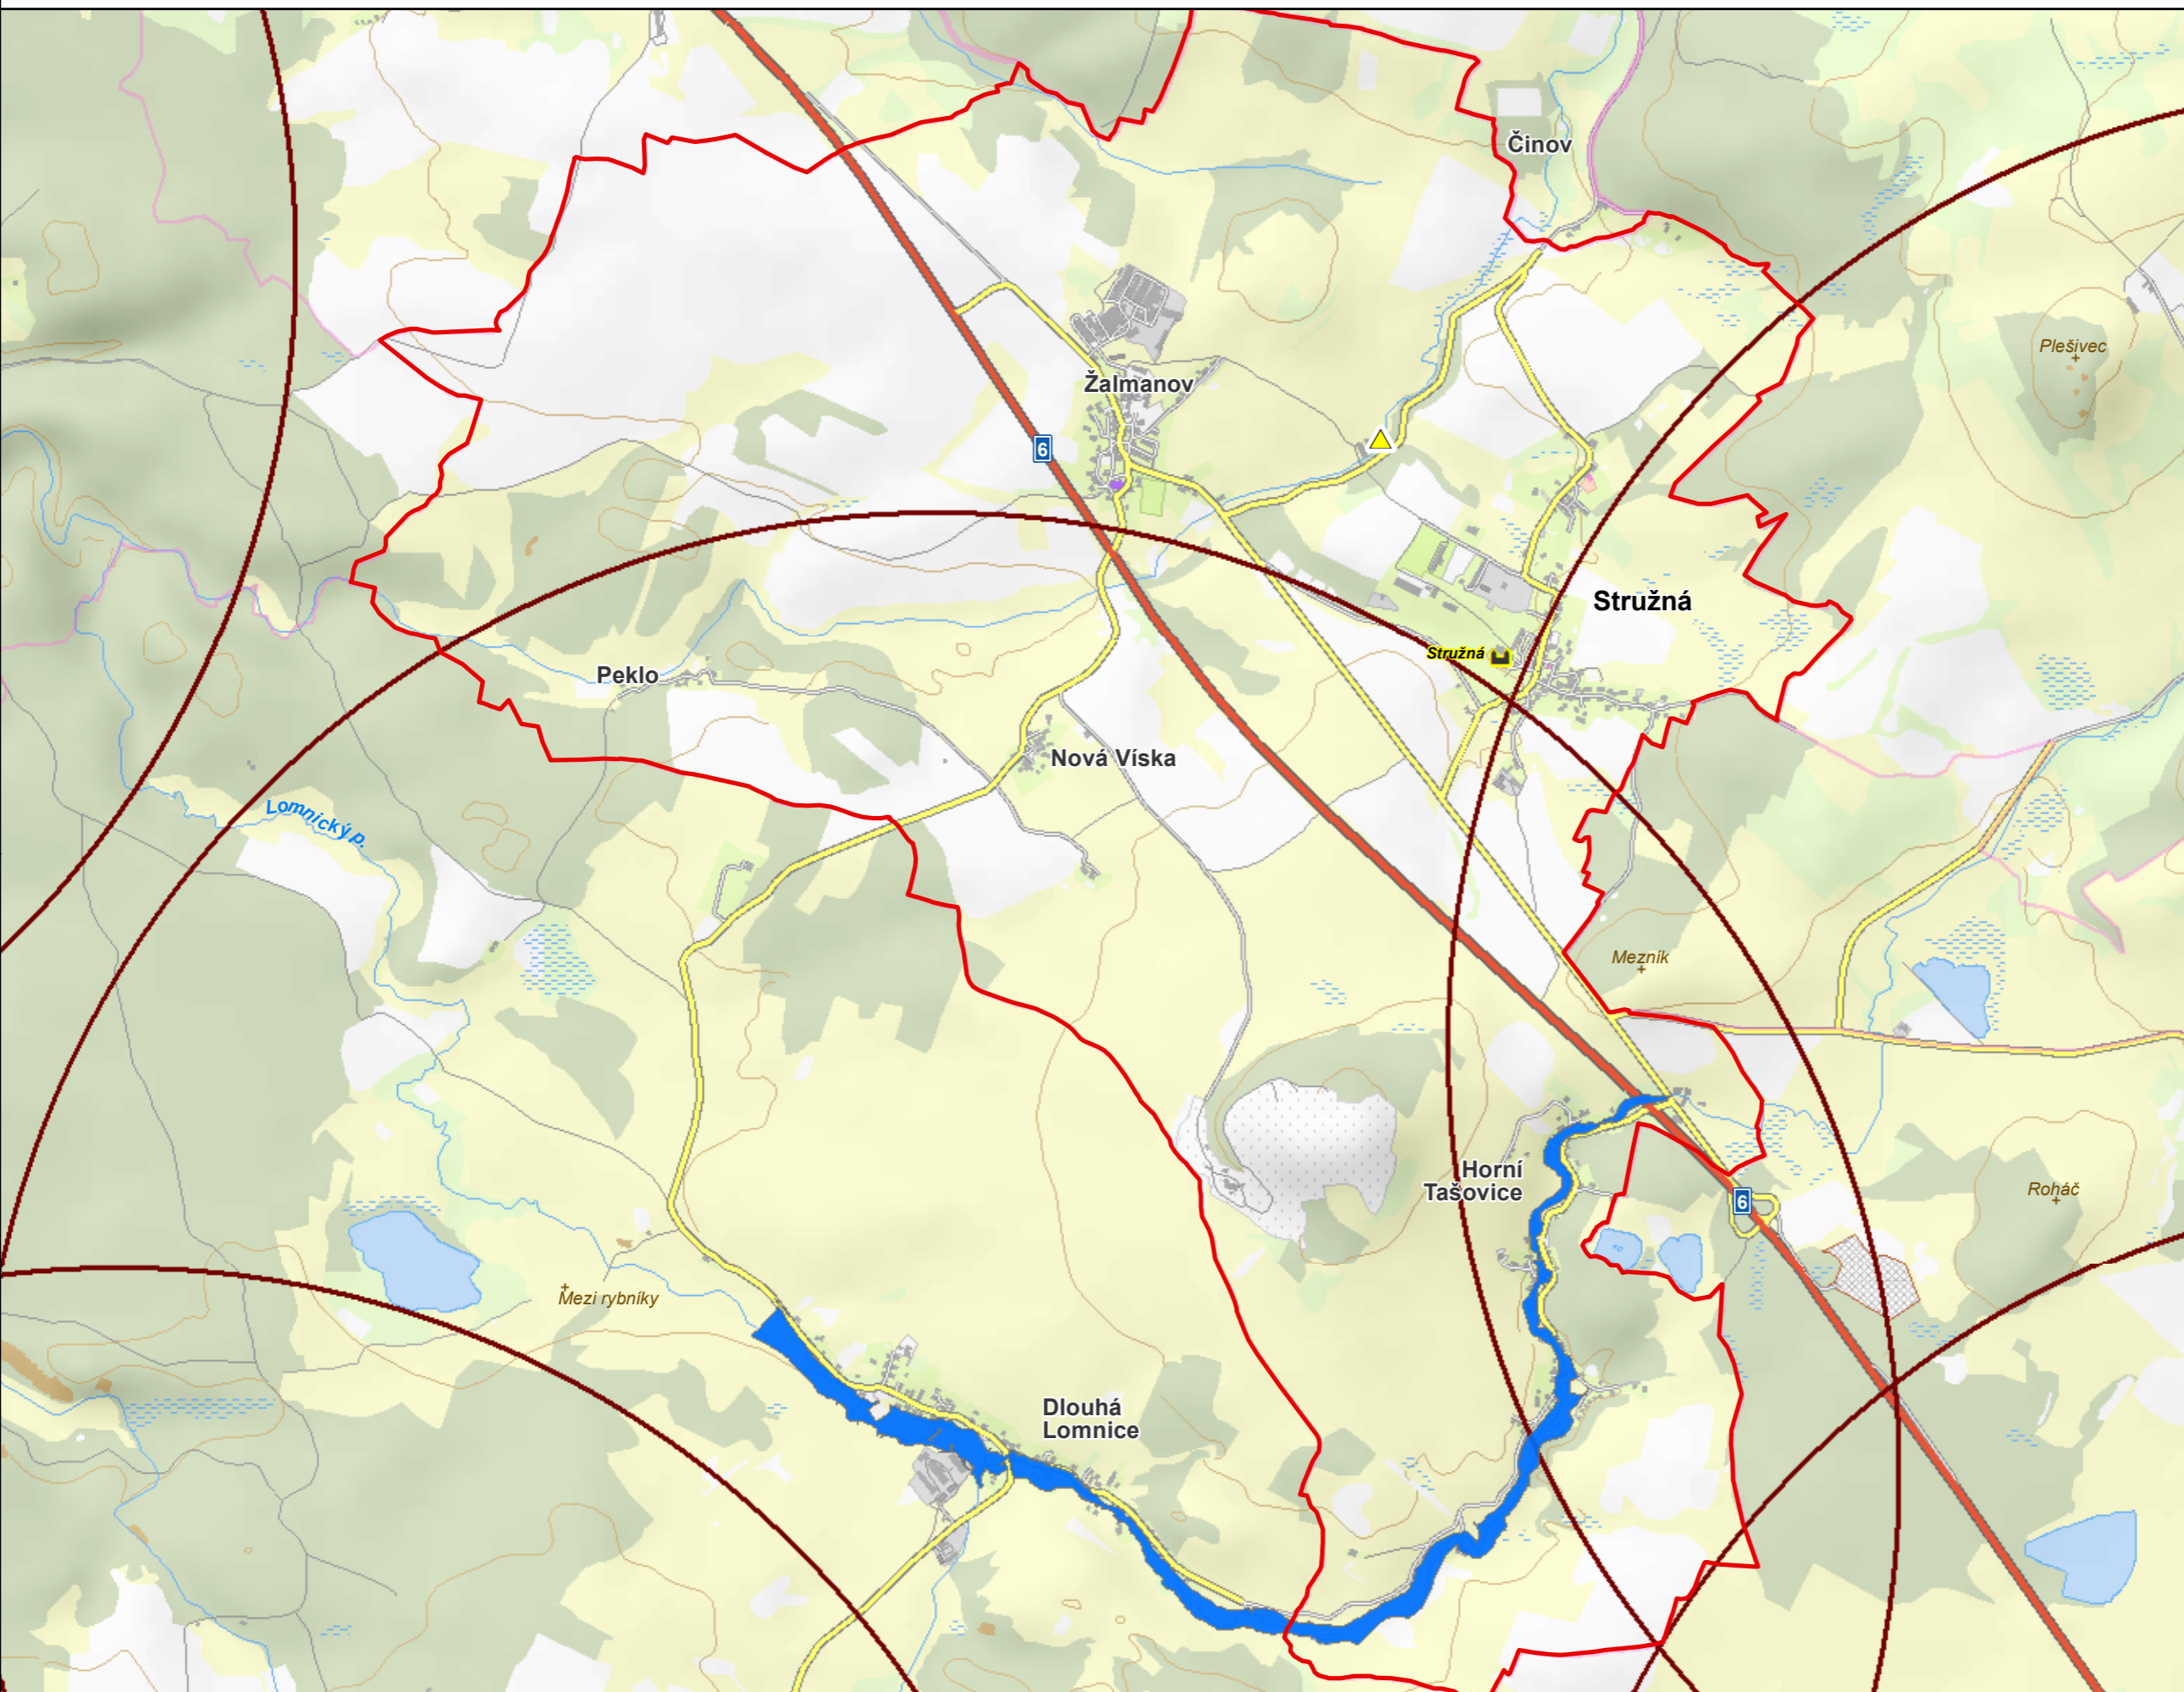 Činov
Plešivec
Žalmanov
6
Stružná
Stružná
Peklo
Nová Víska
Lomnický p.
Mezník
Horní
Tašovice
6
Roháč
Mezi rybníky
Dlouhá
Lomnice